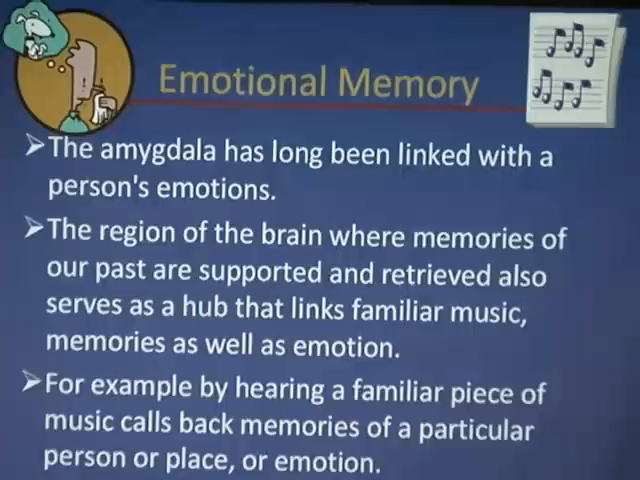 Emotional Memory
➢The amygdala has long been linked with a
person's emotions.
➢The region of the brain where memories of
our past are supported and retrieved also
serves as a hub that links familiar music,
memories as well as emotion.
➢For example by hearing a familiar piece of
music calls back memories of a particular
person or place, or emotion.